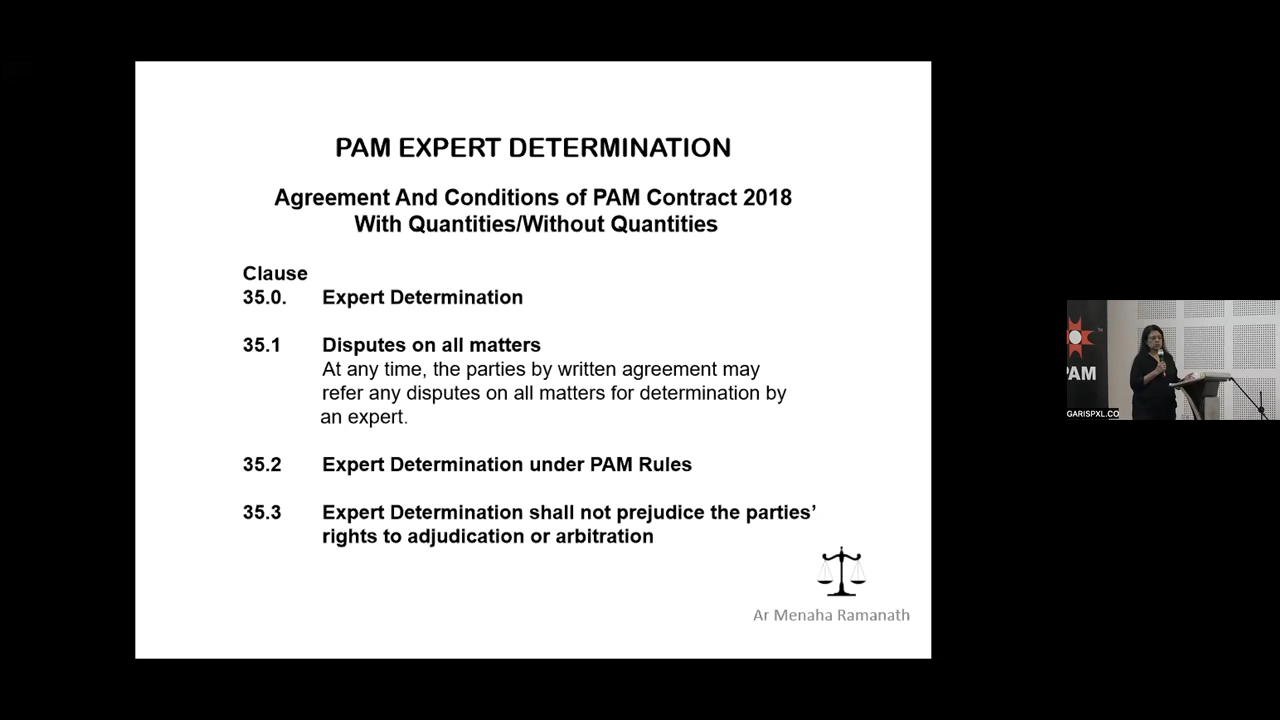 PAM EXPERT DETERMINATION
Agreement And Conditions of PAM Contract 2018
With Quantities/Without Quantities
Clause
35.0. Expert Determination
35.1 Disputes on all matters
At any time, the parties by written agreement may
refer any disputes on all matters for determination by
an expert.
35.2 Expert Determination under PAM Rules
35.3 Expert Determination shall not prejudice the parties’
rights to adjudication or arbitration
Ar Menaha Ramanath
PAM
GARISPXL.CO